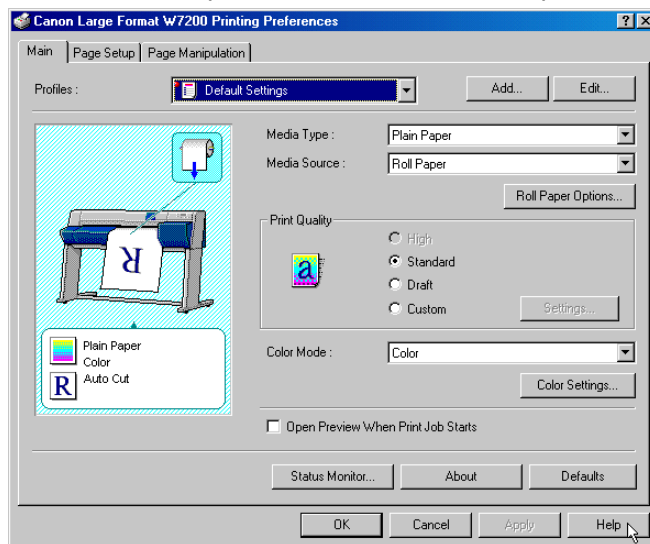 Canon Large Format W7200 Printing Preferences
Main Page Setup Page Manipulation
Profiles : Default Settings Add... Edit...
Media Type : Plain Paper
Media Source : Roll Paper
Roll Paper Options...
Print Quality
High
a Standard
Draft
Custom Settings...
R
Plain Paper
Color
R Auto Cut
Color Mode : Color
Color Settings...
Open Preview When Print Job Starts
Status Monitor... About Defaults
OK Cancel Apply Help